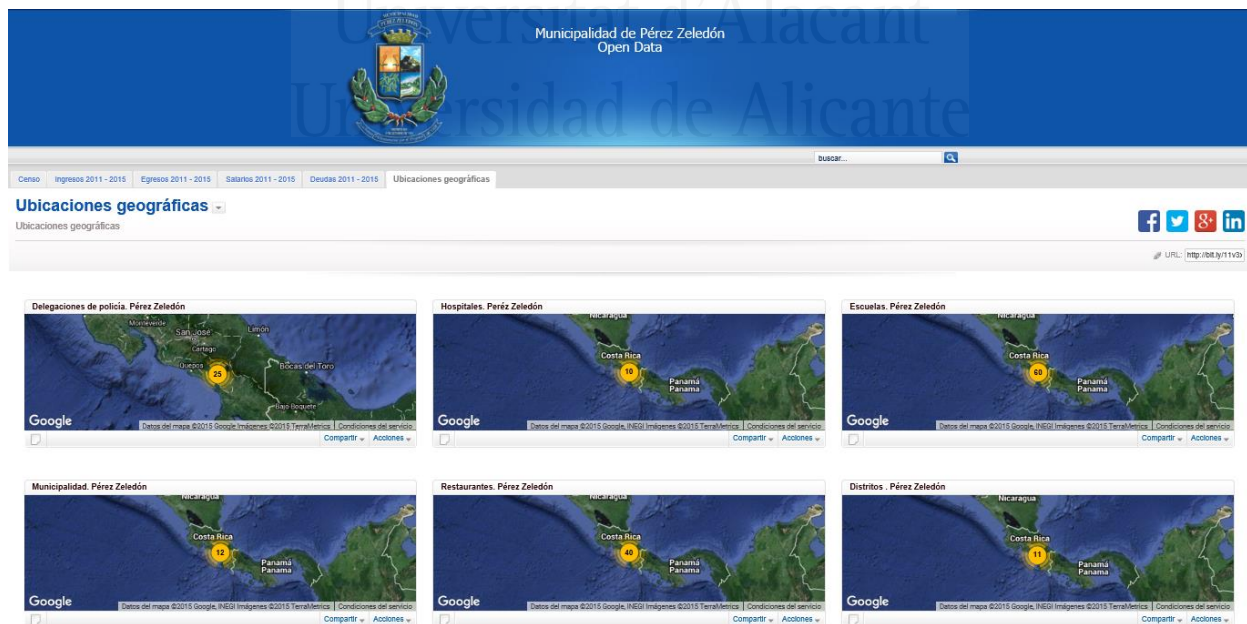 Universitat d'Alacant
Universidad de Alicante
MUNICIPALIDAD
PÉREZ ZELEDÓN
Municipalidad de Pérez Zeledón
Open Data
buscar...
Censo Ingresos 2011 - 2015 Egresos 2011 - 2015 Salarios 2011 - 2015 Deudas 2011 - 2015 Ubicaciones geográficas
Ubicaciones geográficas
Ubicaciones geográficas
URL: http://bit.ly/11v3x
Delegaciones de policía. Pérez Zeledón
Monteverde
San José
Limón
Cartago
Quepos
25
Bocas del Toro
Bajo Boquete
Google
Datos del mapa ©2015 Google Imágenes ©2015 TerraMetrics Condiciones del servicio
Compartir Acciones
Hospitales. Peréz Zeledón
Nicaragua
Costa Rica
10
Panamá
Panama
Google
Datos del mapa ©2015 Google, INEGI Imágenes ©2015 TerraMetrics Condiciones del servicio
Compartir Acciones
Escuelas. Pérez Zeledón
Nicaragua
Costa Rica
60
Panamá
Panama
Google
Datos del mapa ©2015 Google, INEGI Imágenes ©2015 TerraMetrics Condiciones del servicio
Compartir Acciones
Municipalidad. Pérez Zeledón
Nicaragua
Costa Rica
12
Panamá
Panama
Google
Datos del mapa ©2015 Google, INEGI Imágenes ©2015 TerraMetrics Condiciones del servicio
Compartir Acciones
Restaurantes. Pérez Zeledón
Nicaragua
Costa Rica
40
Panamá
Panama
Google
Datos del mapa ©2015 Google, INEGI Imágenes ©2015 TerraMetrics Condiciones del servicio
Compartir Acciones
Distritos . Pérez Zeledón
Nicaragua
Costa Rica
11
Panamá
Panama
Google
Datos del mapa ©2015 Google, INEGI Imágenes ©2015 TerraMetrics Condiciones del servicio
Compartir Acciones